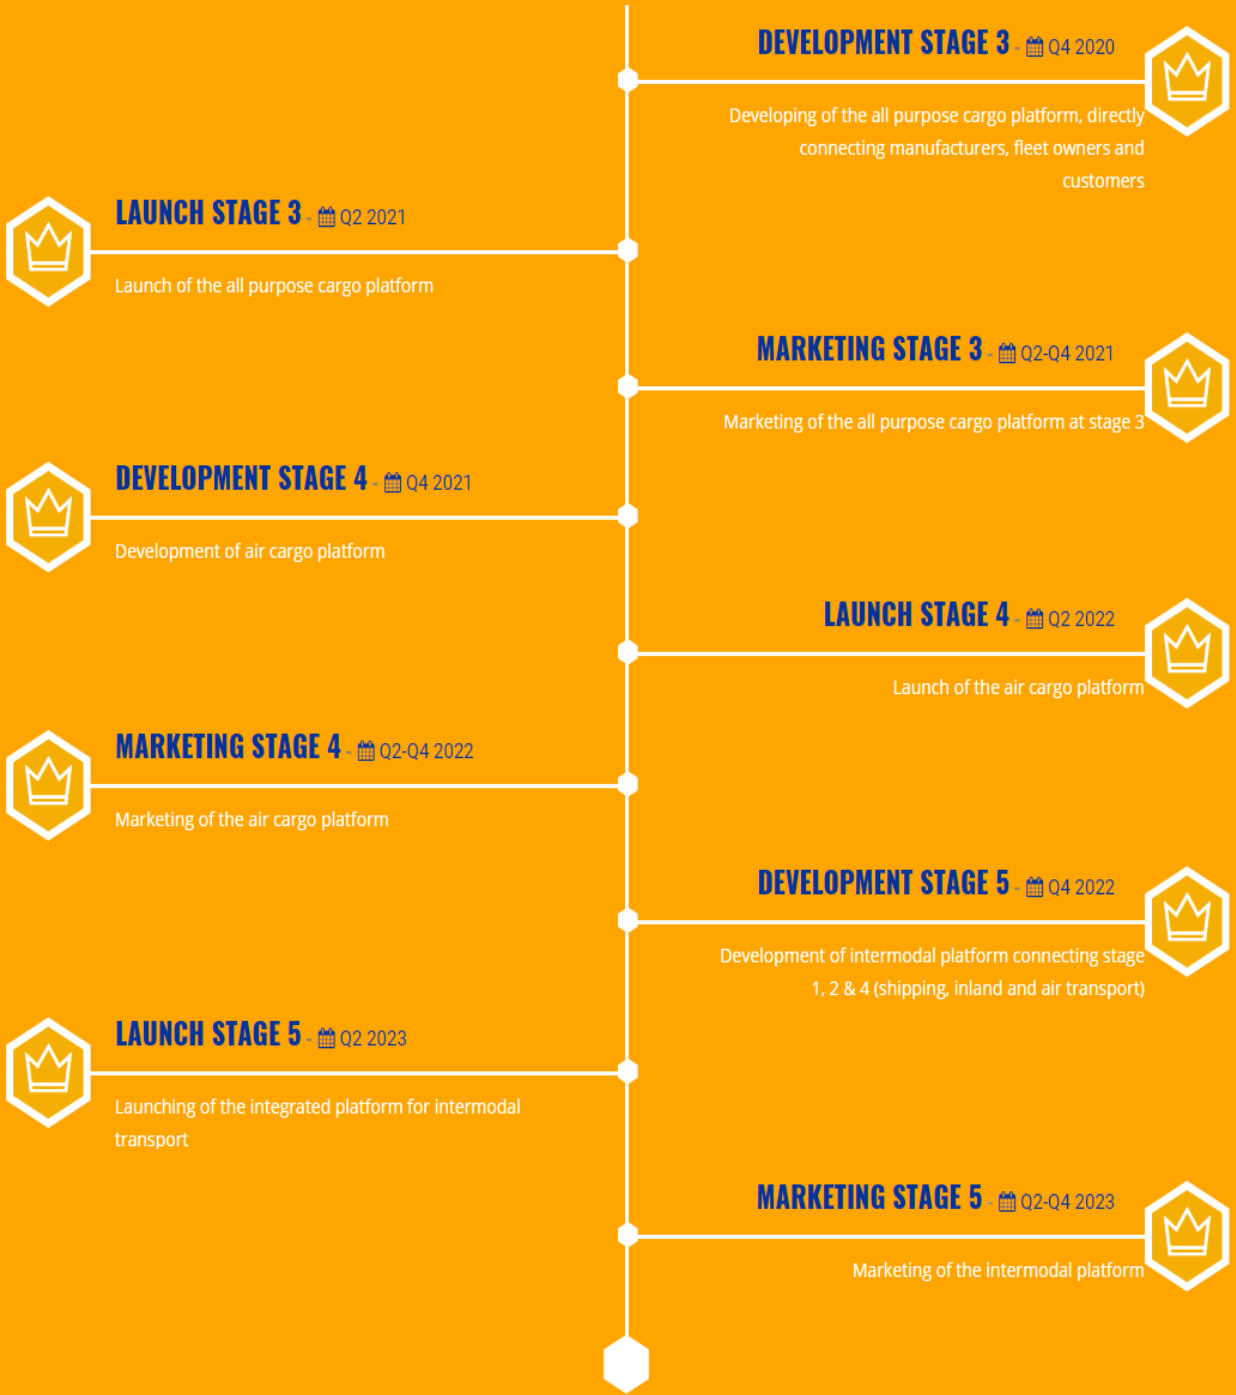 DEVELOPMENT STAGE 3 - Q4 2020
Developing of the all purpose cargo platform, directly
connecting manufacturers, fleet owners and
customers
LAUNCH STAGE 3 - Q2 2021
Launch of the all purpose cargo platform
MARKETING STAGE 3 - Q2-Q4 2021
Marketing of the all purpose cargo platform at stage 3
DEVELOPMENT STAGE 4 - Q4 2021
Development of air cargo platform
LAUNCH STAGE 4 - Q2 2022
Launch of the air cargo platform
MARKETING STAGE 4 - Q2-Q4 2022
Marketing of the air cargo platform
DEVELOPMENT STAGE 5 - Q4 2022
Development of intermodal platform connecting stage
1, 2 & 4 (shipping, inland and air transport)
LAUNCH STAGE 5 - Q2 2023
Launching of the integrated platform for intermodal
transport
MARKETING STAGE 5 - Q2-Q4 2023
Marketing of the intermodal platform